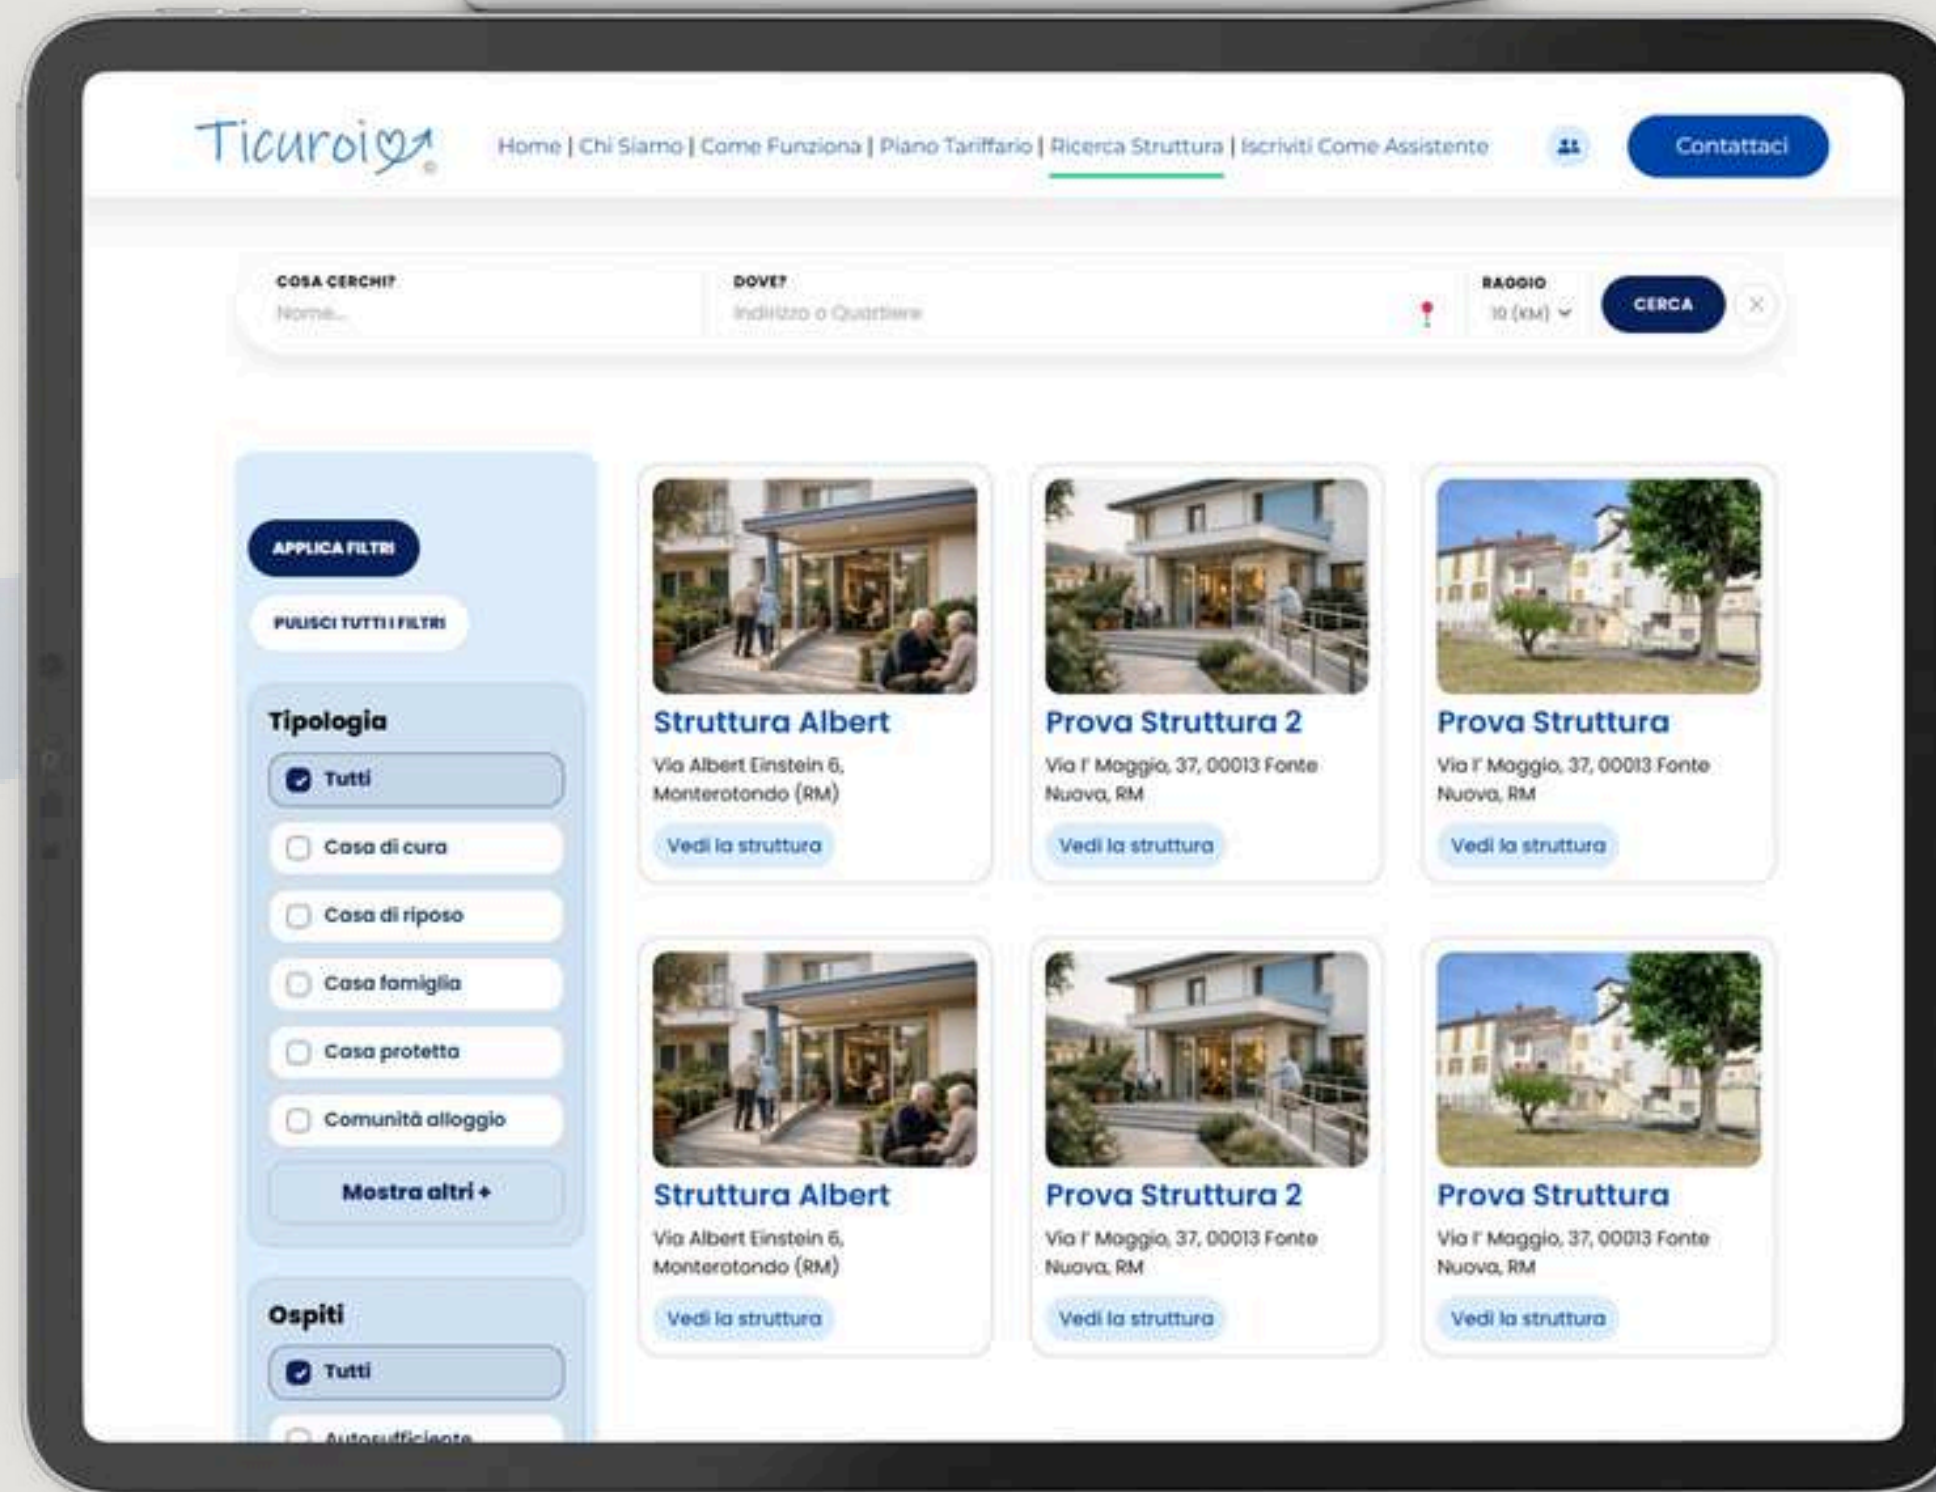 Ticuroi
Home | Chi Siamo | Come Funziona | Piano Tariffario | Ricerca Struttura | Iscriviti Come Assistente
Contattaci
COSA CERCHI?
Nome...
DOVE?
Indirizzo o Quartiere
RAGGIO
10 (KM)
CERCA
APPLICA FILTRI
PULISCI TUTTI I FILTRI
Tipologia
Tutti
Casa di cura
Casa di riposo
Casa famiglia
Casa protetta
Comunità alloggio
Mostra altri +
Ospiti
Tutti
Autosufficiente
Struttura Albert
Via Albert Einstein 6,
Monterotondo (RM)
Vedi la struttura
Prova Struttura 2
Via I° Maggio, 37, 00013 Fonte
Nuova, RM
Vedi la struttura
Prova Struttura
Via I° Maggio, 37, 00013 Fonte
Nuova, RM
Vedi la struttura
Struttura Albert
Via Albert Einstein 6,
Monterotondo (RM)
Vedi la struttura
Prova Struttura 2
Via I° Maggio, 37, 00013 Fonte
Nuova, RM
Vedi la struttura
Prova Struttura
Via I° Maggio, 37, 00013 Fonte
Nuova, RM
Vedi la struttura